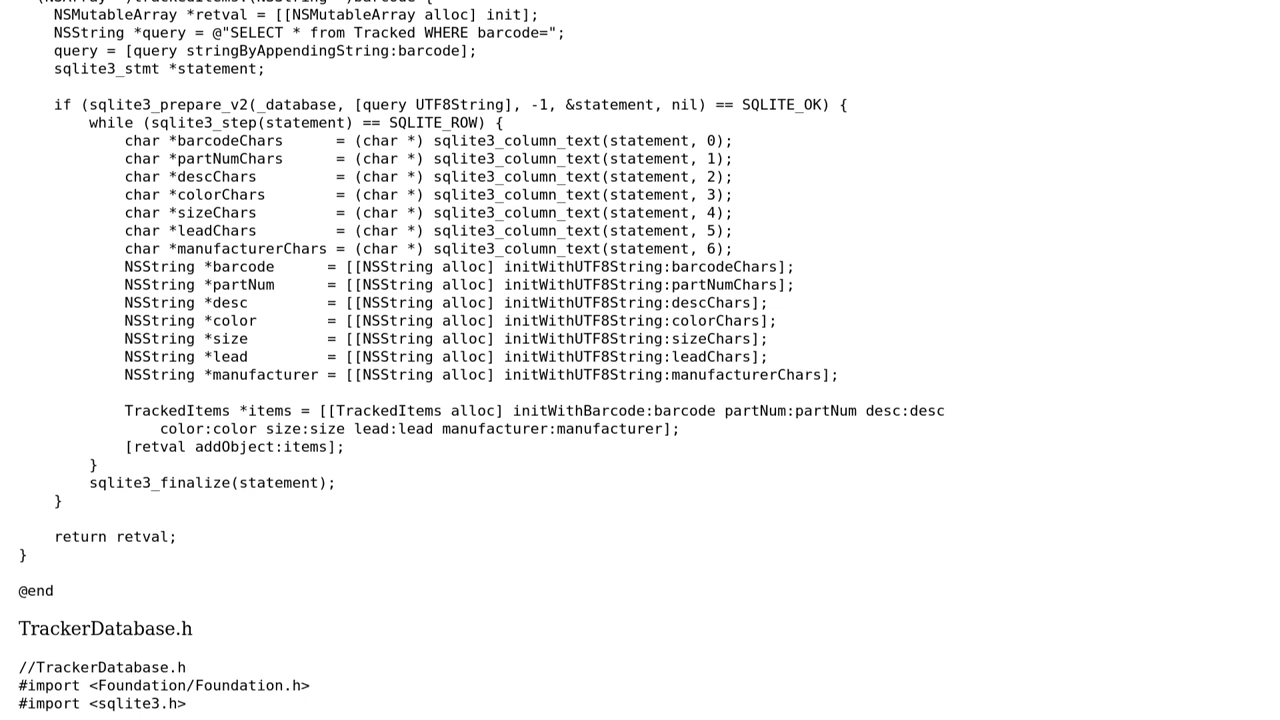 NSMutableArray *retval = [[NSMutableArray alloc] init];
    NSString *query = @"SELECT * from Tracked WHERE barcode=";
    query = [query stringByAppendingString:barcode];
    sqlite3_stmt *statement;

    if (sqlite3_prepare_v2(_database, [query UTF8String], -1, &statement, nil) == SQLITE_OK) {
        while (sqlite3_step(statement) == SQLITE_ROW) {
            char *barcodeChars      = (char *) sqlite3_column_text(statement, 0);
            char *partNumChars      = (char *) sqlite3_column_text(statement, 1);
            char *descChars         = (char *) sqlite3_column_text(statement, 2);
            char *colorChars        = (char *) sqlite3_column_text(statement, 3);
            char *sizeChars         = (char *) sqlite3_column_text(statement, 4);
            char *leadChars         = (char *) sqlite3_column_text(statement, 5);
            char *manufacturerChars = (char *) sqlite3_column_text(statement, 6);
            NSString *barcode      = [[NSString alloc] initWithUTF8String:barcodeChars];
            NSString *partNum      = [[NSString alloc] initWithUTF8String:partNumChars];
            NSString *desc         = [[NSString alloc] initWithUTF8String:descChars];
            NSString *color        = [[NSString alloc] initWithUTF8String:colorChars];
            NSString *size         = [[NSString alloc] initWithUTF8String:sizeChars];
            NSString *lead         = [[NSString alloc] initWithUTF8String:leadChars];
            NSString *manufacturer = [[NSString alloc] initWithUTF8String:manufacturerChars];

            TrackedItems *items = [[TrackedItems alloc] initWithBarcode:barcode partNum:partNum desc:desc
                color:color size:size lead:lead manufacturer:manufacturer];
            [retval addObject:items];
        }
        sqlite3_finalize(statement);
    }

    return retval;
}

@end

TrackerDatabase.h

//TrackerDatabase.h
#import <Foundation/Foundation.h>
#import <sqlite3.h>